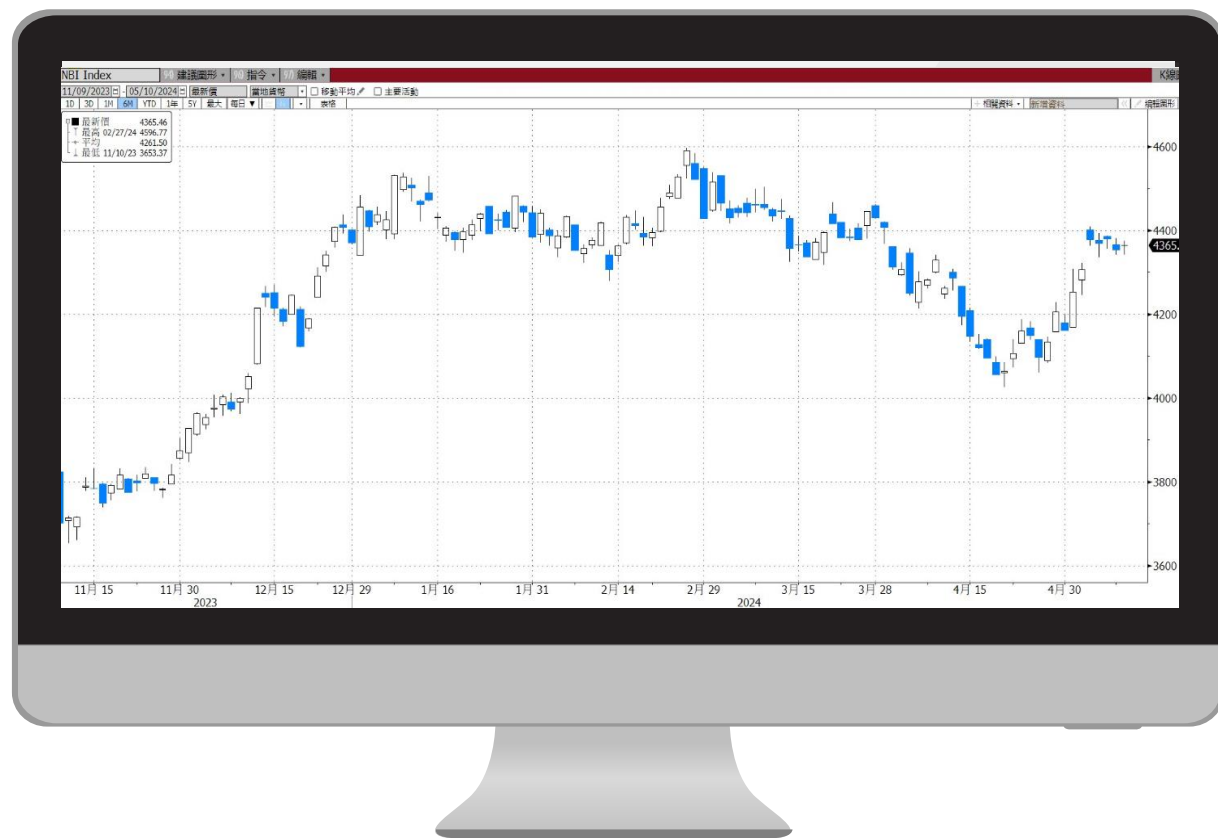 NBI Index 94) 建議圖形 96) 指令 97) 編輯 K線圖
11/09/2023 - 05/10/2024 最新價 當地貨幣 移動平均 主要活動
1D 3D 1M 6M YTD 1年 5Y 最大 每日 ▼ 表格 + 相關資料 新增資料 « 編輯圖形
最新價 4365.46
最高 02/27/24 4596.77
平均 4261.50
最低 11/10/23 3653.37
4600
4400
4365.
4200
4000
3800
3600
11月 15 11月 30 12月 15 12月 29 1月 16 1月 31 2月 14 2月 29 3月 15 3月 28 4月 15 4月 30
2023 2024